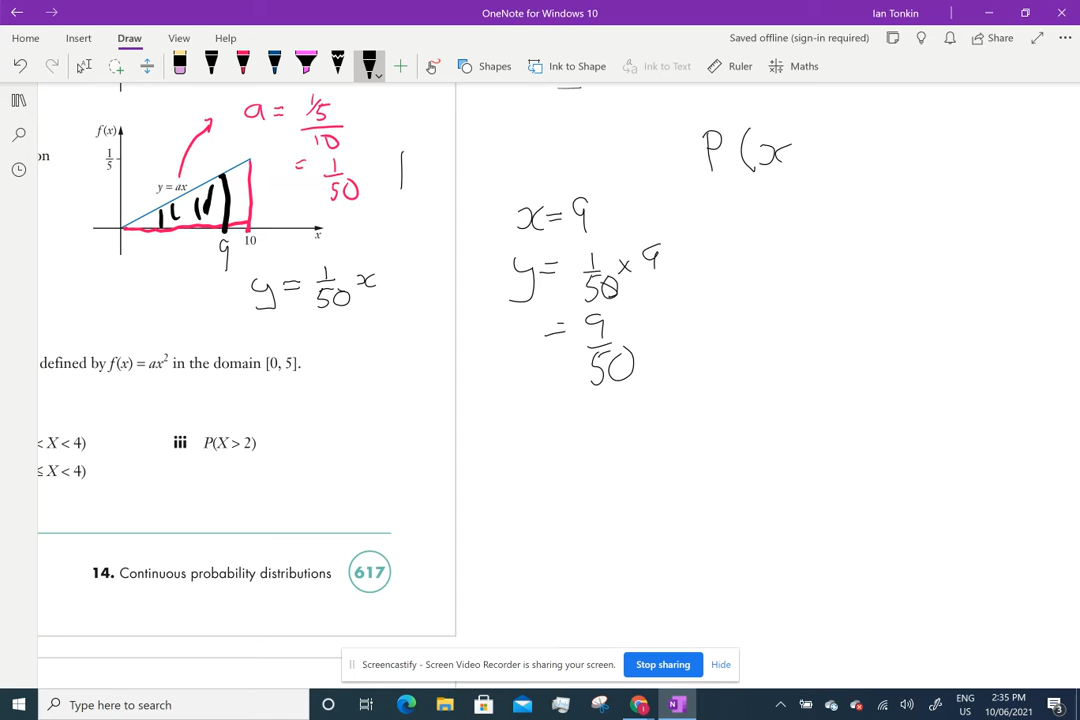 OneNote for Windows 10
Ian Tonkin
Home Insert Draw View Help
Saved offline (sign-in required)
Share
Shapes
Ink to Shape
Ink to Text
Ruler
Maths
on
f(x)
1/5
y = ax
9
10
x
a = 1/5 / 10
= 1/50
y = 1/50 x
P (x
x = 9
y = 1/50 × 9
= 9/50
defined by f(x) = ax² in the domain [0, 5].
< X < 4)
iii P(X > 2)
≤ X < 4)
14. Continuous probability distributions 617
Screencastify - Screen Video Recorder is sharing your screen.
Stop sharing
Hide
Type here to search
ENG
US
2:35 PM
10/06/2021
3